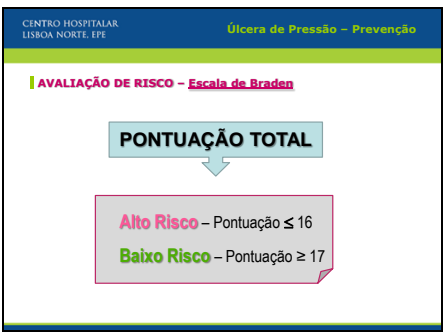 CENTRO HOSPITALAR
LISBOA NORTE, EPE
Úlcera de Pressão – Prevenção
AVALIAÇÃO DE RISCO – Escala de Braden
PONTUAÇÃO TOTAL
Alto Risco – Pontuação ≤ 16
Baixo Risco – Pontuação ≥ 17